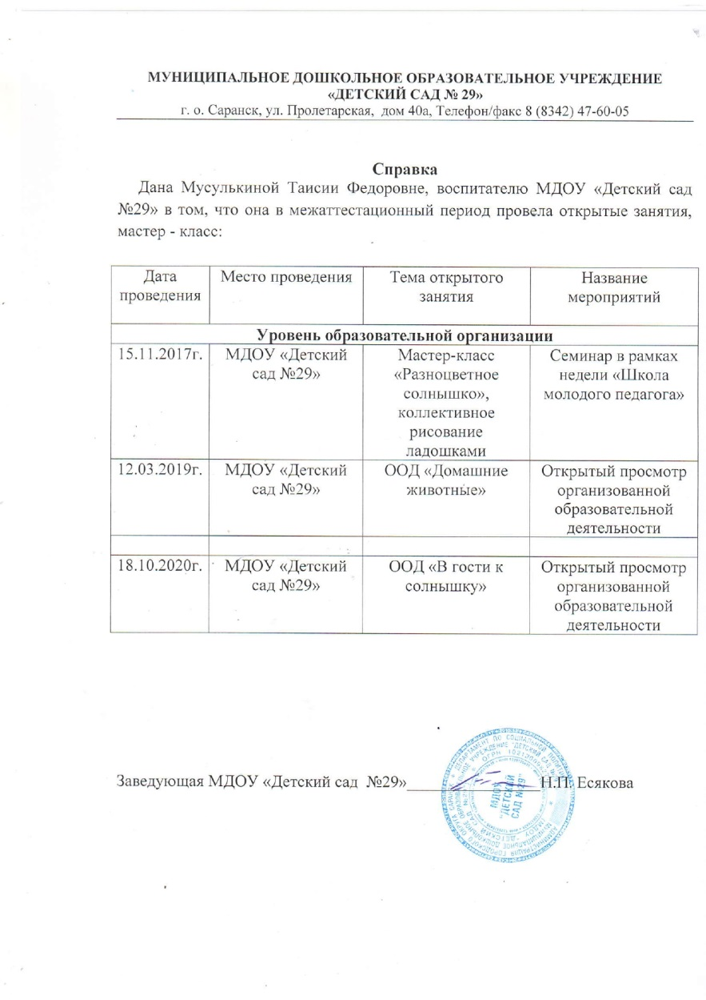 МУНИЦИПАЛЬНОЕ ДОШКОЛЬНОЕ ОБРАЗОВАТЕЛЬНОЕ УЧРЕЖДЕНИЕ
«ДЕТСКИЙ САД № 29»
г. о. Саранск, ул. Пролетарская, дом 40а, Телефон/факс 8 (8342) 47-60-05
Справка
Дана Мусулькиной Таисии Федоровне, воспитателю МДОУ «Детский сад
№29» в том, что она в межаттестационный период провела открытые занятия,
мастер - класс:
Дата проведения | Место проведения | Тема открытого занятия | Название мероприятий
Уровень образовательной организации
15.11.2017г. | МДОУ «Детский сад №29» | Мастер-класс «Разноцветное солнышко», коллективное рисование ладошками | Семинар в рамках недели «Школа молодого педагога»
12.03.2019г. | МДОУ «Детский сад №29» | ООД «Домашние животные» | Открытый просмотр организованной образовательной деятельности
18.10.2020г. | МДОУ «Детский сад №29» | ООД «В гости к солнышку» | Открытый просмотр организованной образовательной деятельности
Заведующая МДОУ «Детский сад №29»________________Н.П. Есякова
МДОУ
"ДЕТСКИЙ
САД №29"